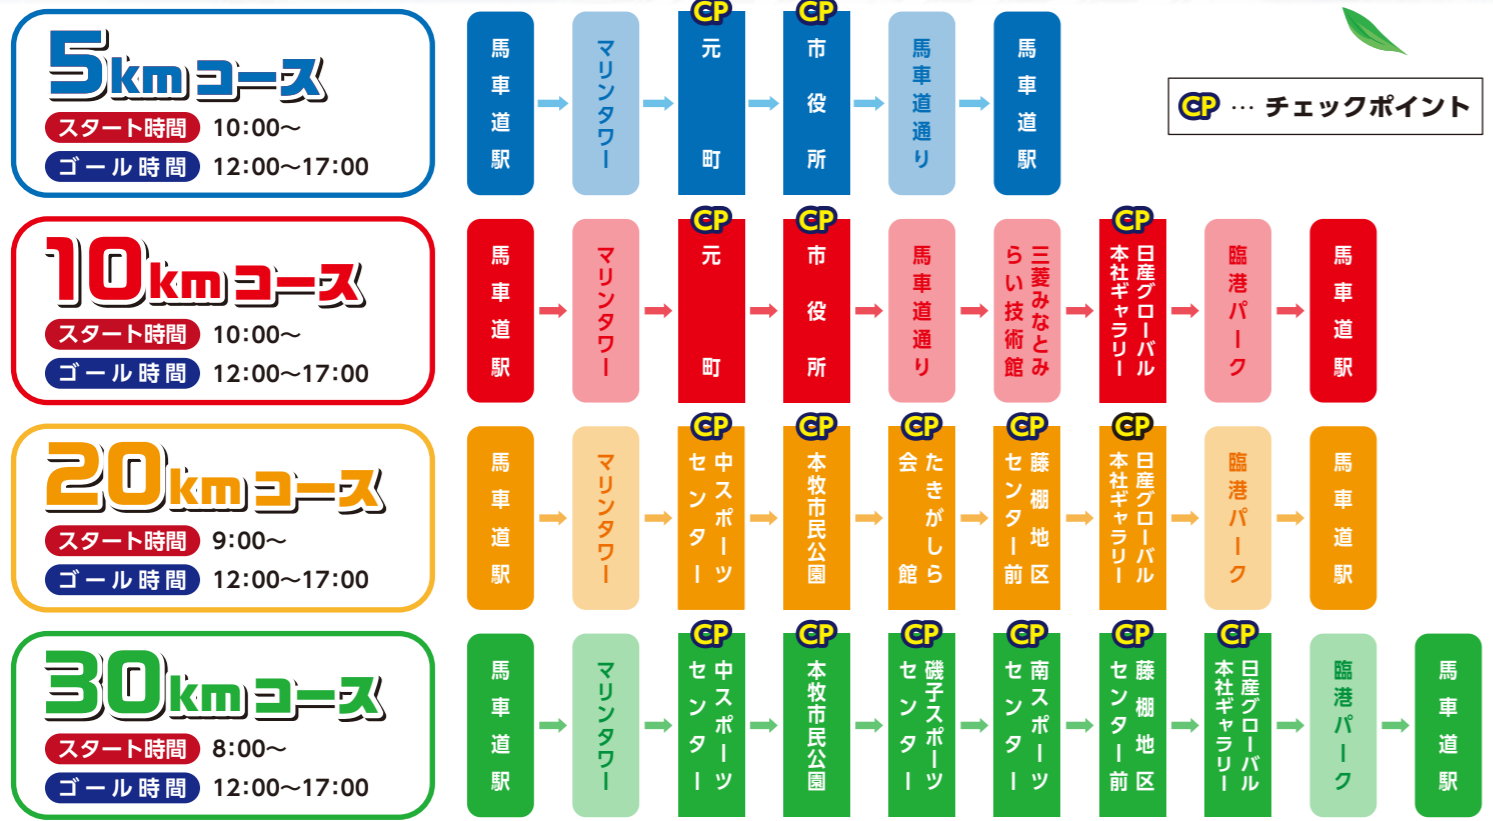 5kmコース
スタート時間 10:00〜
ゴール時間 12:00〜17:00
馬車道駅
マリンタワー
CP
元町
CP
市役所
馬車道通り
馬車道駅
CP … チェックポイント
10kmコース
スタート時間 10:00〜
ゴール時間 12:00〜17:00
馬車道駅
マリンタワー
CP
元町
CP
市役所
馬車道通り
三菱みなとみ
らい技術館
CP
日産グローバル
本社ギャラリー
臨港パーク
馬車道駅
20kmコース
スタート時間 9:00〜
ゴール時間 12:00〜17:00
馬車道駅
マリンタワー
CP
中スポーツ
センター
CP
本牧市民公園
CP
たきがしら
会館
CP
藤棚地区
センター前
CP
日産グローバル
本社ギャラリー
臨港パーク
馬車道駅
30kmコース
スタート時間 8:00〜
ゴール時間 12:00〜17:00
馬車道駅
マリンタワー
CP
中スポーツ
センター
CP
本牧市民公園
CP
磯子スポーツ
センター
CP
南スポーツ
センター
CP
藤棚地区
センター前
CP
日産グローバル
本社ギャラリー
臨港パーク
馬車道駅